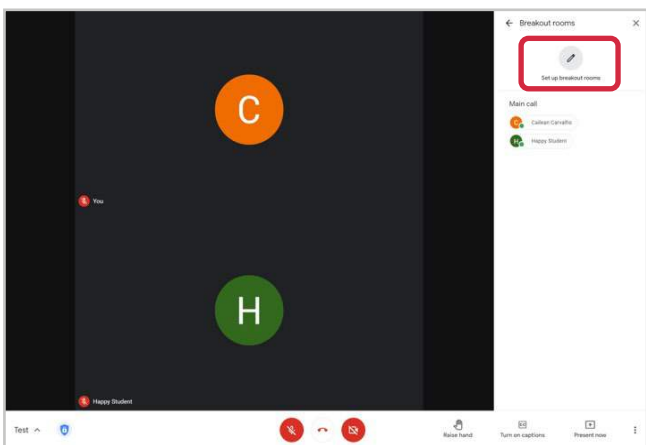 Breakout rooms
Set up breakout rooms
Main call
C
C
Caelean Carvalho
H
Happy Student
You
H
Happy Student
Test
Raise hand
Turn on captions
Present now